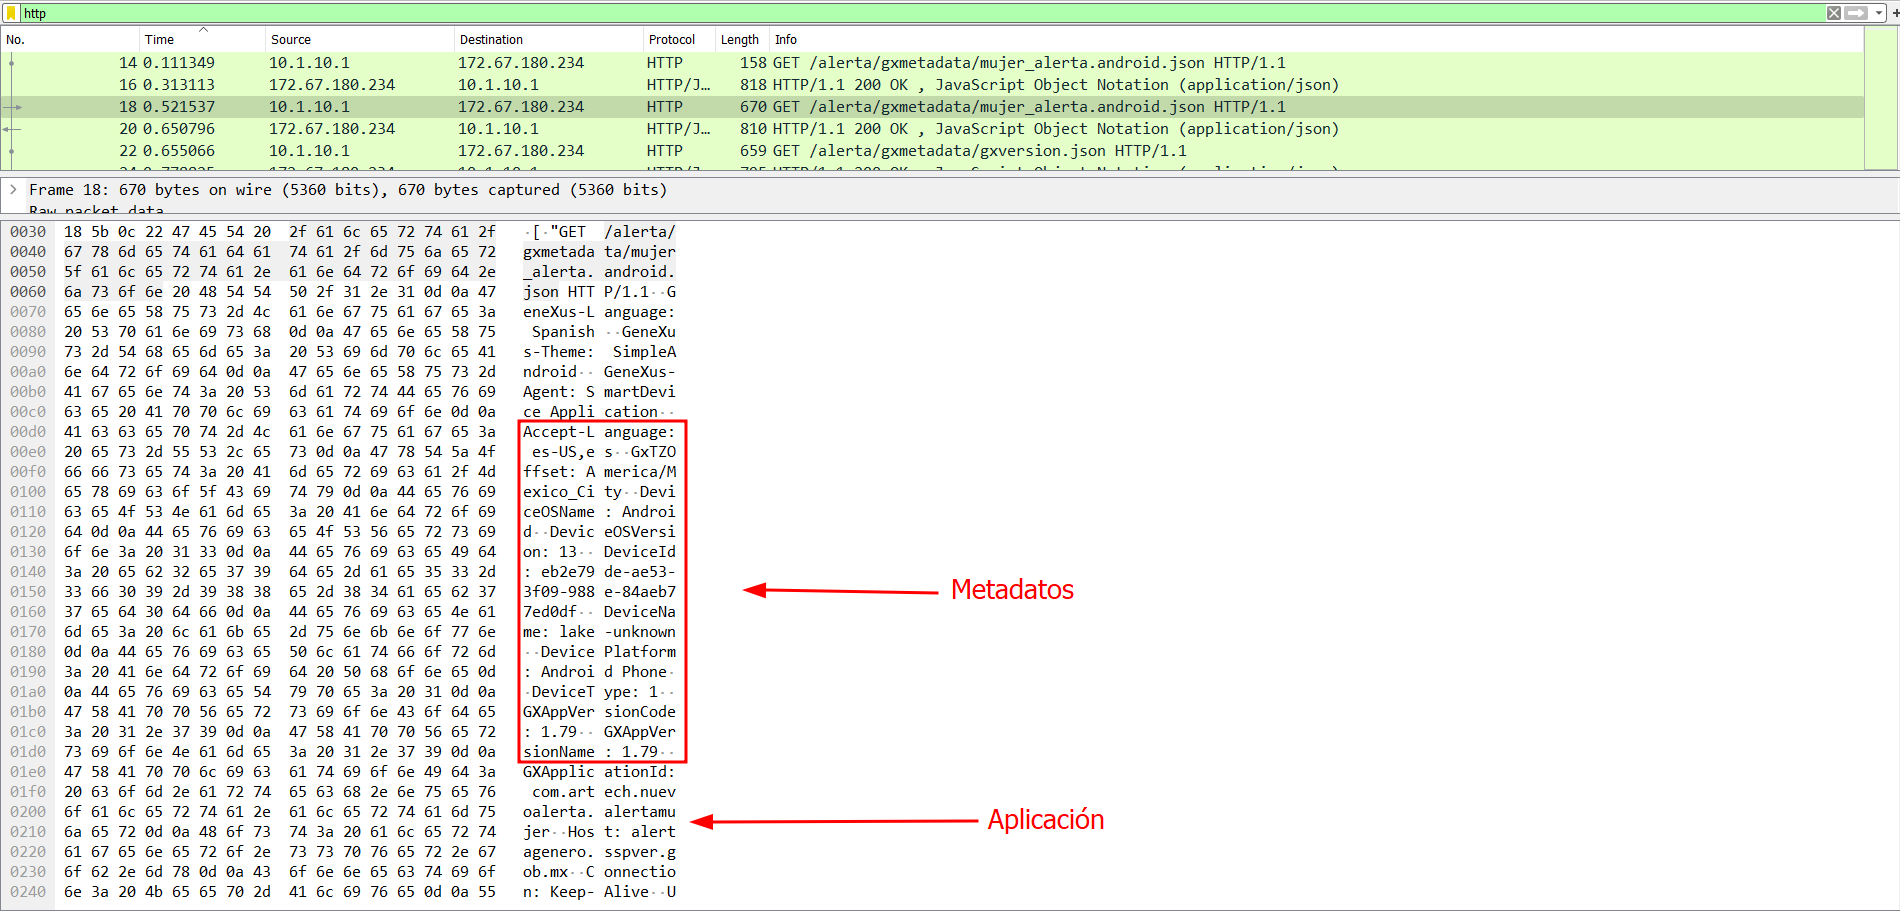 http
No. Time Source Destination Protocol Length Info
14 0.111349 10.1.10.1 172.67.180.234 HTTP 158 GET /alerta/gxmetadata/mujer_alerta.android.json HTTP/1.1
16 0.313113 172.67.180.234 10.1.10.1 HTTP/J… 818 HTTP/1.1 200 OK , JavaScript Object Notation (application/json)
18 0.521537 10.1.10.1 172.67.180.234 HTTP 670 GET /alerta/gxmetadata/mujer_alerta.android.json HTTP/1.1
20 0.650796 172.67.180.234 10.1.10.1 HTTP/J… 810 HTTP/1.1 200 OK , JavaScript Object Notation (application/json)
22 0.655066 10.1.10.1 172.67.180.234 HTTP 659 GET /alerta/gxmetadata/gxversion.json HTTP/1.1
Frame 18: 670 bytes on wire (5360 bits), 670 bytes captured (5360 bits)
Raw packet data
0030 18 5b 0c 22 47 45 54 20 2f 61 6c 65 72 74 61 2f ·[·"GET /alerta/
0040 67 78 6d 65 74 61 64 61 74 61 2f 6d 75 6a 65 72 gxmetada ta/mujer
0050 5f 61 6c 65 72 74 61 2e 61 6e 64 72 6f 69 64 2e _alerta. android.
0060 6a 73 6f 6e 20 48 54 54 50 2f 31 2e 31 0d 0a 47 json HTT P/1.1··G
0070 65 6e 65 58 75 73 2d 4c 61 6e 67 75 61 67 65 3a eneXus-L anguage:
0080 20 53 70 61 6e 69 73 68 0d 0a 47 65 6e 65 58 75 Spanish ··GeneXu
0090 73 2d 54 68 65 6d 65 3a 20 53 69 6d 70 6c 65 41 s-Theme: SimpleA
00a0 6e 64 72 6f 69 64 0d 0a 47 65 6e 65 58 75 73 2d ndroid·· GeneXus-
00b0 41 67 65 6e 74 3a 20 53 6d 61 72 74 44 65 76 69 Agent: S martDevi
00c0 63 65 20 41 70 70 6c 69 63 61 74 69 6f 6e 0d 0a ce Appli cation··
00d0 41 63 63 65 70 74 2d 4c 61 6e 67 75 61 67 65 3a Accept-L anguage:
00e0 20 65 73 2d 55 53 2c 65 73 0d 0a 47 78 54 5a 4f es-US,e s··GxTZO
00f0 66 66 73 65 74 3a 20 41 6d 65 72 69 63 61 2f 4d ffset: A merica/M
0100 65 78 69 63 6f 5f 43 69 74 79 0d 0a 44 65 76 69 exico_Ci ty··Devi
0110 63 65 4f 53 4e 61 6d 65 3a 20 41 6e 64 72 6f 69 ceOSName : Androi
0120 64 0d 0a 44 65 76 69 63 65 4f 53 56 65 72 73 69 d··Devic eOSVersi
0130 6f 6e 3a 20 31 33 0d 0a 44 65 76 69 63 65 49 64 on: 13·· DeviceId
0140 3a 20 65 62 32 65 37 39 64 65 2d 61 65 35 33 2d : eb2e79 de-ae53-
0150 33 66 30 39 2d 39 38 38 65 2d 38 34 61 65 62 37 3f09-988 e-84aeb7
Metadatos
0160 37 65 64 30 64 66 0d 0a 44 65 76 69 63 65 4e 61 7ed0df·· DeviceNa
0170 6d 65 3a 20 6c 61 6b 65 2d 75 6e 6b 6e 6f 77 6e me: lake -unknown
0180 0d 0a 44 65 76 69 63 65 50 6c 61 74 66 6f 72 6d ··Device Platform
0190 3a 20 41 6e 64 72 6f 69 64 20 50 68 6f 6e 65 0d : Androi d Phone·
01a0 0a 44 65 76 69 63 65 54 79 70 65 3a 20 31 0d 0a ·DeviceT ype: 1··
01b0 47 58 41 70 70 56 65 72 73 69 6f 6e 43 6f 64 65 GXAppVer sionCode
01c0 3a 20 31 2e 37 39 0d 0a 47 58 41 70 70 56 65 72 : 1.79·· GXAppVer
01d0 73 69 6f 6e 4e 61 6d 65 3a 20 31 2e 37 39 0d 0a sionName : 1.79··
01e0 47 58 41 70 70 6c 69 63 61 74 69 6f 6e 49 64 3a GXApplic ationId:
01f0 20 63 6f 6d 2e 61 72 74 65 63 68 2e 6e 75 65 76 com.art ech.nuev
0200 6f 61 6c 65 72 74 61 2e 61 6c 65 72 74 61 6d 75 oalerta. alertamu
Aplicación
0210 6a 65 72 0d 0a 48 6f 73 74 3a 20 61 6c 65 72 74 jer··Hos t: alert
0220 61 67 65 6e 65 72 6f 2e 73 73 70 76 65 72 2e 67 agenero. sspver.g
0230 6f 62 2e 6d 78 0d 0a 43 6f 6e 6e 65 63 74 69 6f ob.mx··C onnectio
0240 6e 3a 20 4b 65 65 70 2d 41 6c 69 76 65 0d 0a 55 n: Keep- Alive··U